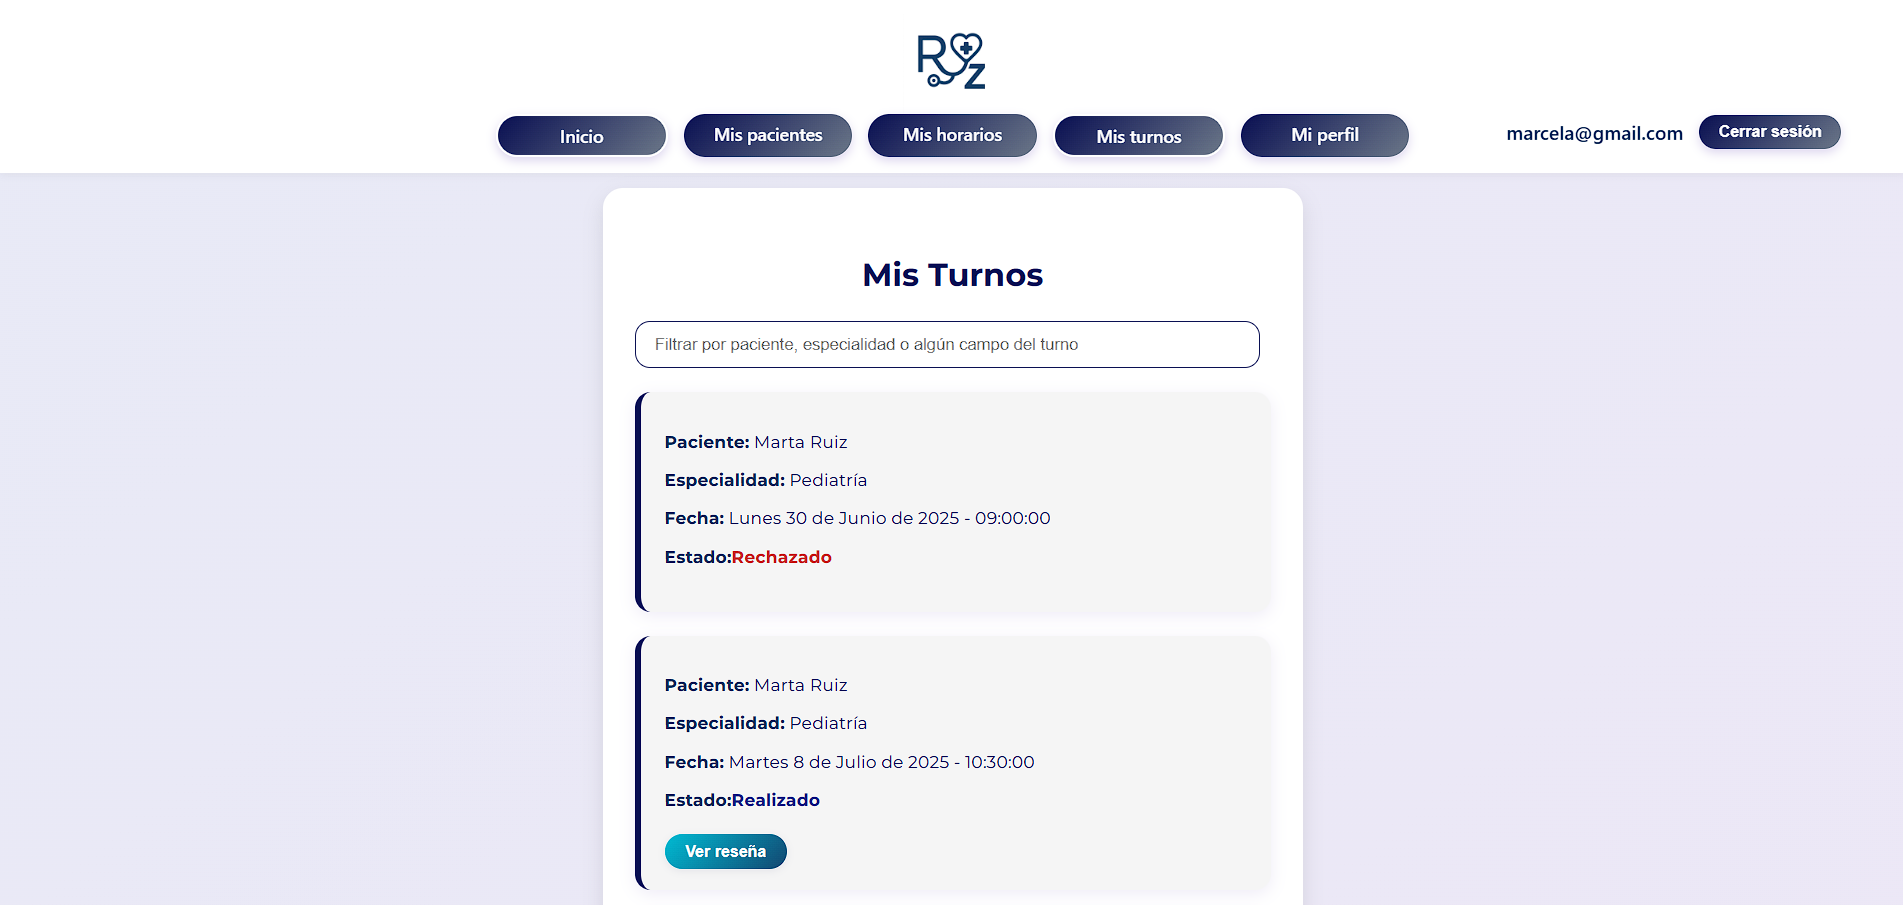 RUZ
Inicio
Mis pacientes
Mis horarios
Mis turnos
Mi perfil
marcela@gmail.com
Cerrar sesión
Mis Turnos
Filtrar por paciente, especialidad o algún campo del turno
Paciente: Marta Ruiz
Especialidad: Pediatría
Fecha: Lunes 30 de Junio de 2025 - 09:00:00
Estado:Rechazado
Paciente: Marta Ruiz
Especialidad: Pediatría
Fecha: Martes 8 de Julio de 2025 - 10:30:00
Estado:Realizado
Ver reseña